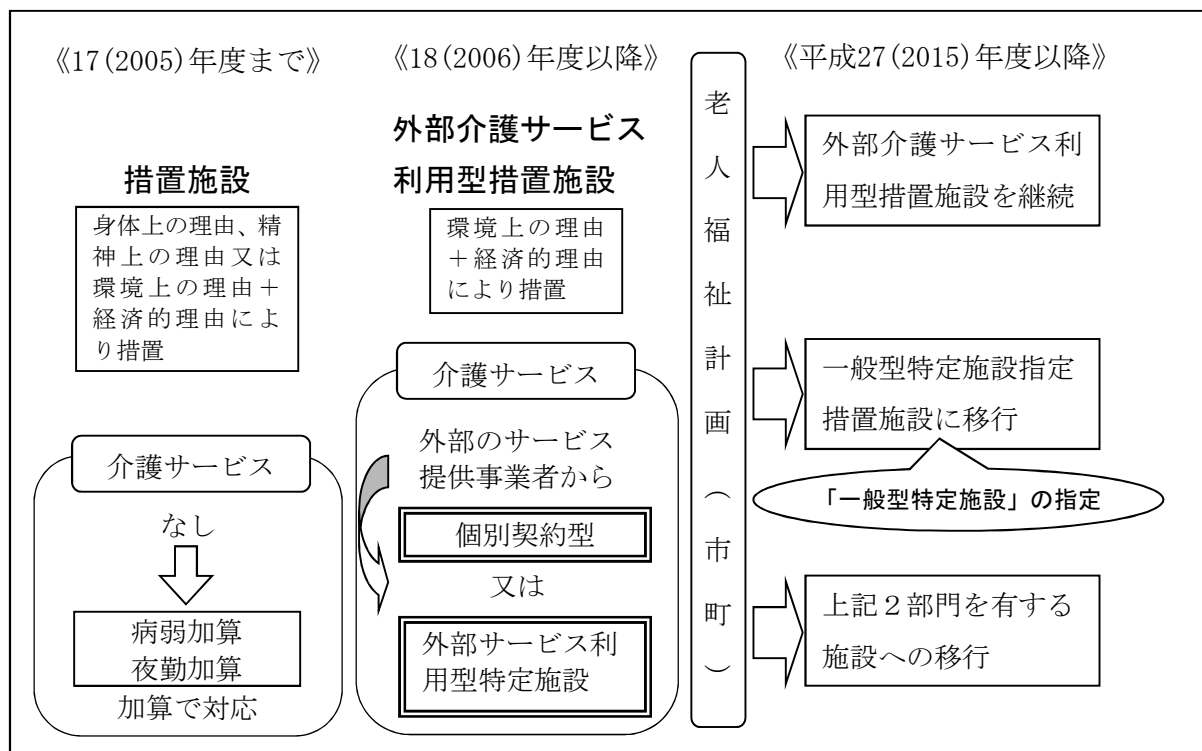 《17(2005)年度まで》
措置施設
身体上の理由、精
神上の理由又は
環境上の理由＋
経済的理由によ
り措置
介護サービス
なし
病弱加算
夜勤加算
加算で対応
《18(2006)年度以降》
外部介護サービス
利用型措置施設
環境上の理由
＋経済的理由
により措置
介護サービス
外部のサービス
提供事業者から
個別契約型
又は
外部サービス利
用型特定施設
老人福祉計画（市町）
《平成27(2015)年度以降》
外部介護サービス利
用型措置施設を継続
一般型特定施設指定
措置施設に移行
「一般型特定施設」の指定
上記２部門を有する
施設への移行